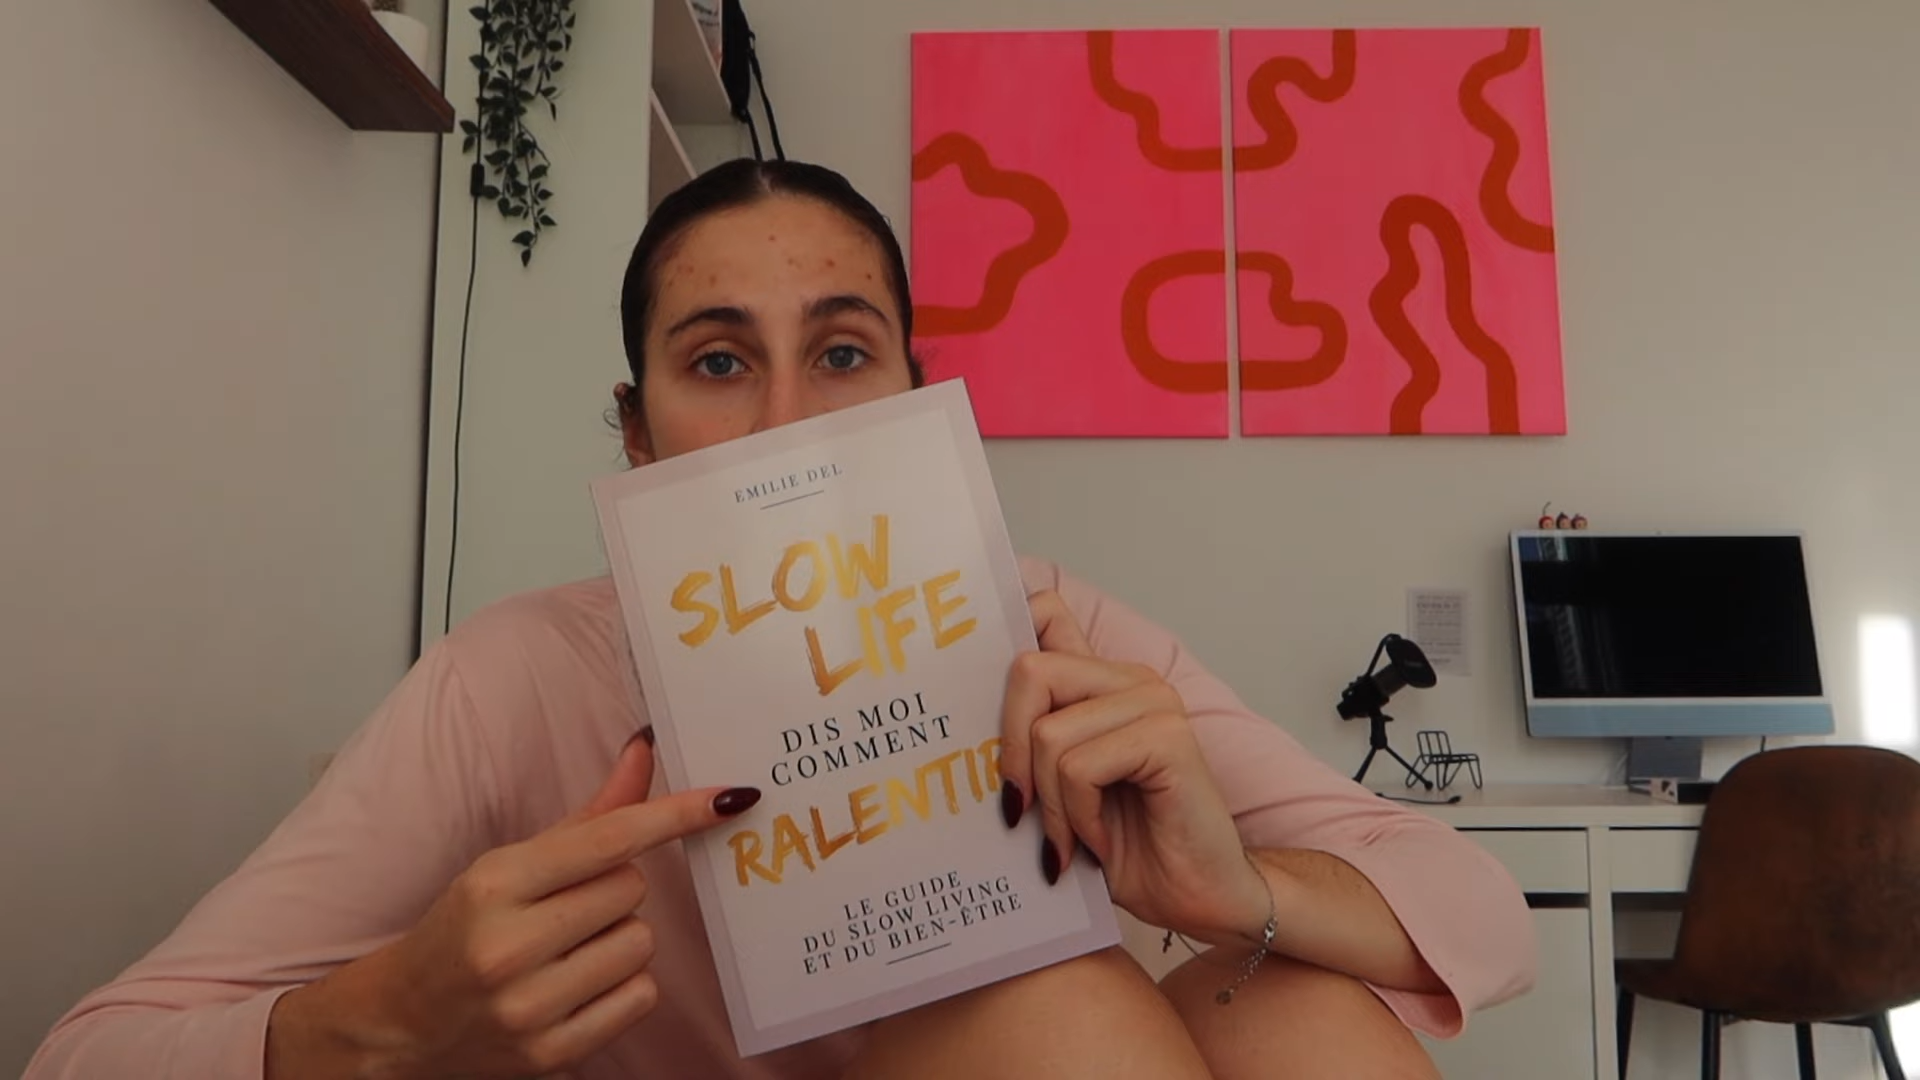 EMILIE DEL
SLOW
LIFE
DIS MOI
COMMENT
RALENTIR
LE GUIDE
DU SLOW LIVING
ET DU BIEN-ÊTRE